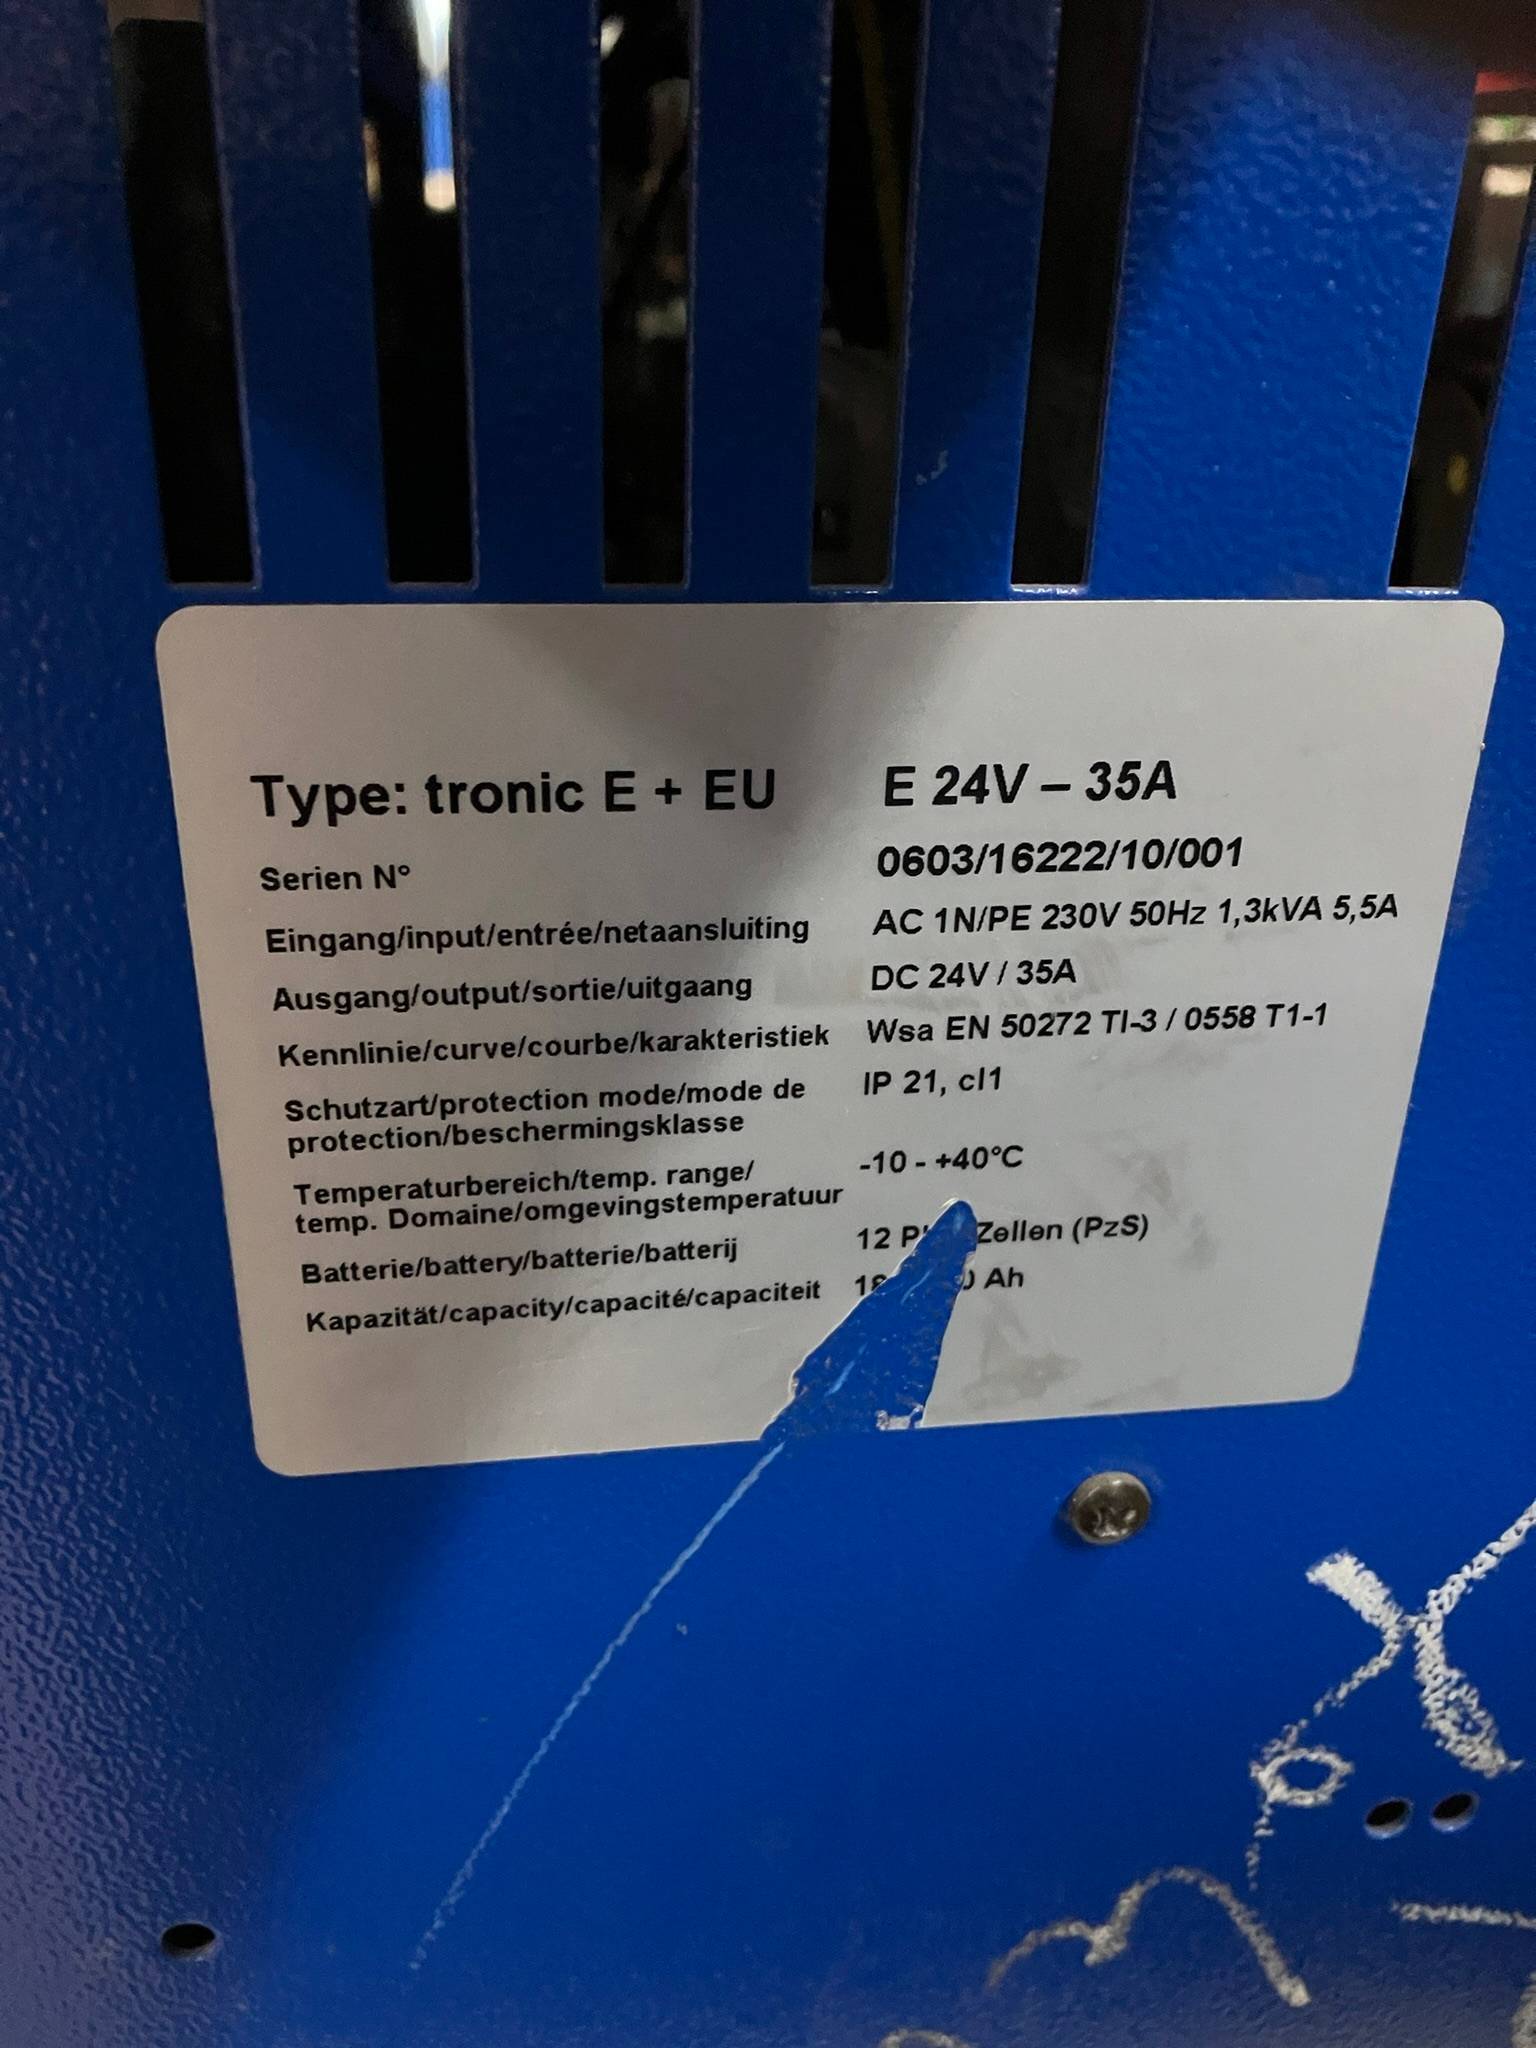 Type: tronic E + EU E 24V – 35A
Serien N° 0603/16222/10/001
Eingang/input/entrée/netaansluiting AC 1N/PE 230V 50Hz 1,3kVA 5,5A
Ausgang/output/sortie/uitgaang DC 24V / 35A
Kennlinie/curve/courbe/karakteristiek Wsa EN 50272 TI-3 / 0558 T1-1
Schutzart/protection mode/mode de IP 21, cl1
protection/beschermingsklasse
Temperaturbereich/temp. range/ -10 - +40°C
temp. Domaine/omgevingstemperatuur
Batterie/battery/batterie/batterij 12 Zellen (PzS)
Kapazität/capacity/capacité/capaciteit Ah